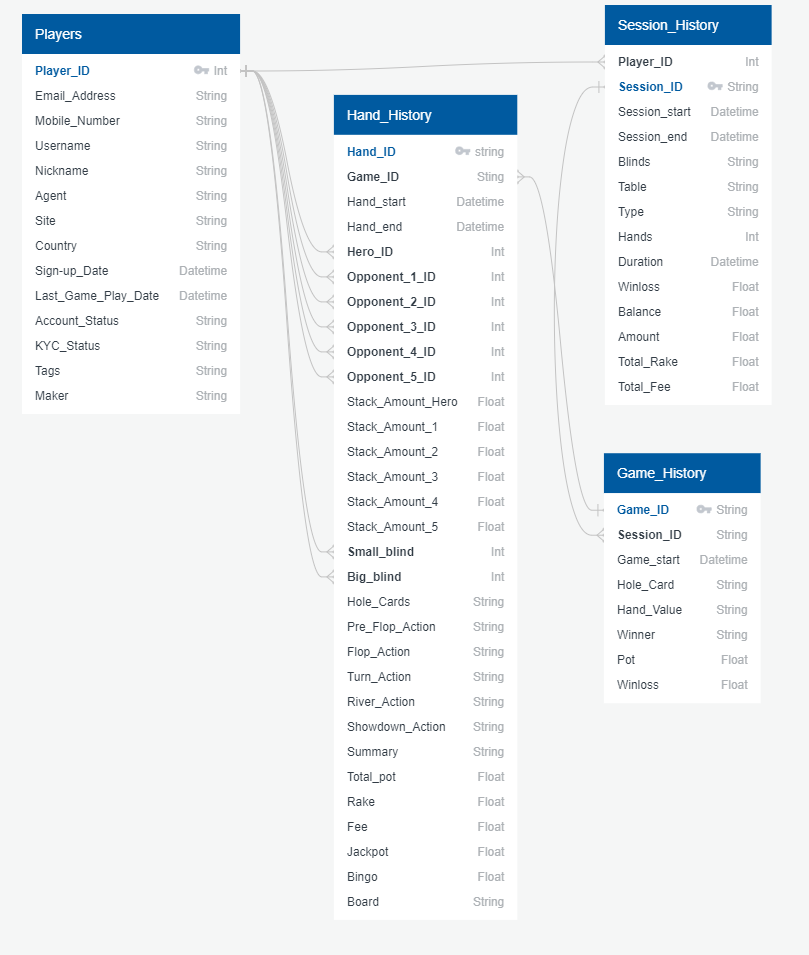 Players
Player_ID Int
Email_Address String
Mobile_Number String
Username String
Nickname String
Agent String
Site String
Country String
Sign-up_Date Datetime
Last_Game_Play_Date Datetime
Account_Status String
KYC_Status String
Tags String
Maker String
Hand_History
Hand_ID string
Game_ID Sting
Hand_start Datetime
Hand_end Datetime
Hero_ID Int
Opponent_1_ID Int
Opponent_2_ID Int
Opponent_3_ID Int
Opponent_4_ID Int
Opponent_5_ID Int
Stack_Amount_Hero Float
Stack_Amount_1 Float
Stack_Amount_2 Float
Stack_Amount_3 Float
Stack_Amount_4 Float
Stack_Amount_5 Float
Small_blind Int
Big_blind Int
Hole_Cards String
Pre_Flop_Action String
Flop_Action String
Turn_Action String
River_Action String
Showdown_Action String
Summary String
Total_pot Float
Rake Float
Fee Float
Jackpot Float
Bingo Float
Board String
Session_History
Player_ID Int
Session_ID String
Session_start Datetime
Session_end Datetime
Blinds String
Table String
Type String
Hands Int
Duration Datetime
Winloss Float
Balance Float
Amount Float
Total_Rake Float
Total_Fee Float
Game_History
Game_ID String
Session_ID String
Game_start Datetime
Hole_Card String
Hand_Value String
Winner String
Pot Float
Winloss Float